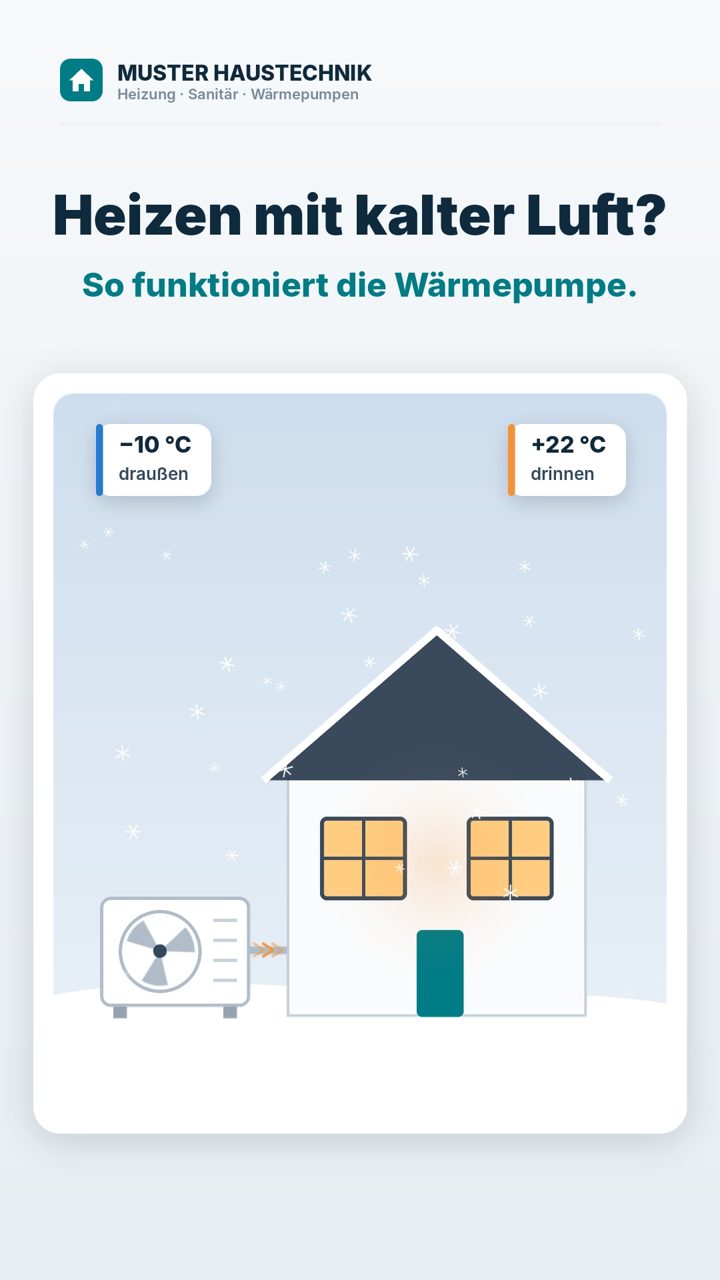 MUSTER HAUSTECHNIK
Heizung · Sanitär · Wärmepumpen
Heizen mit kalter Luft?
So funktioniert die Wärmepumpe.
−10 °C
draußen
+22 °C
drinnen